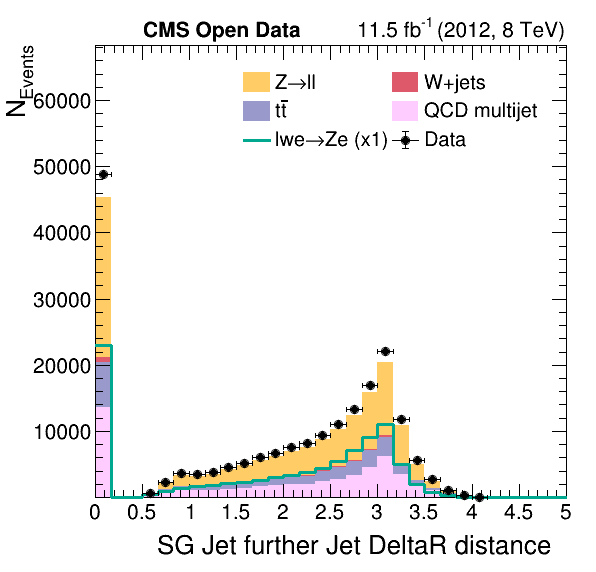 CMS Open Data 11.5 fb⁻¹ (2012, 8 TeV)
N_Events
Z→ll W+jets
tt̄ QCD multijet
lwe→Ze (x1) Data
60000
50000
40000
30000
20000
10000
0 0.5 1 1.5 2 2.5 3 3.5 4 4.5 5
SG Jet further Jet DeltaR distance